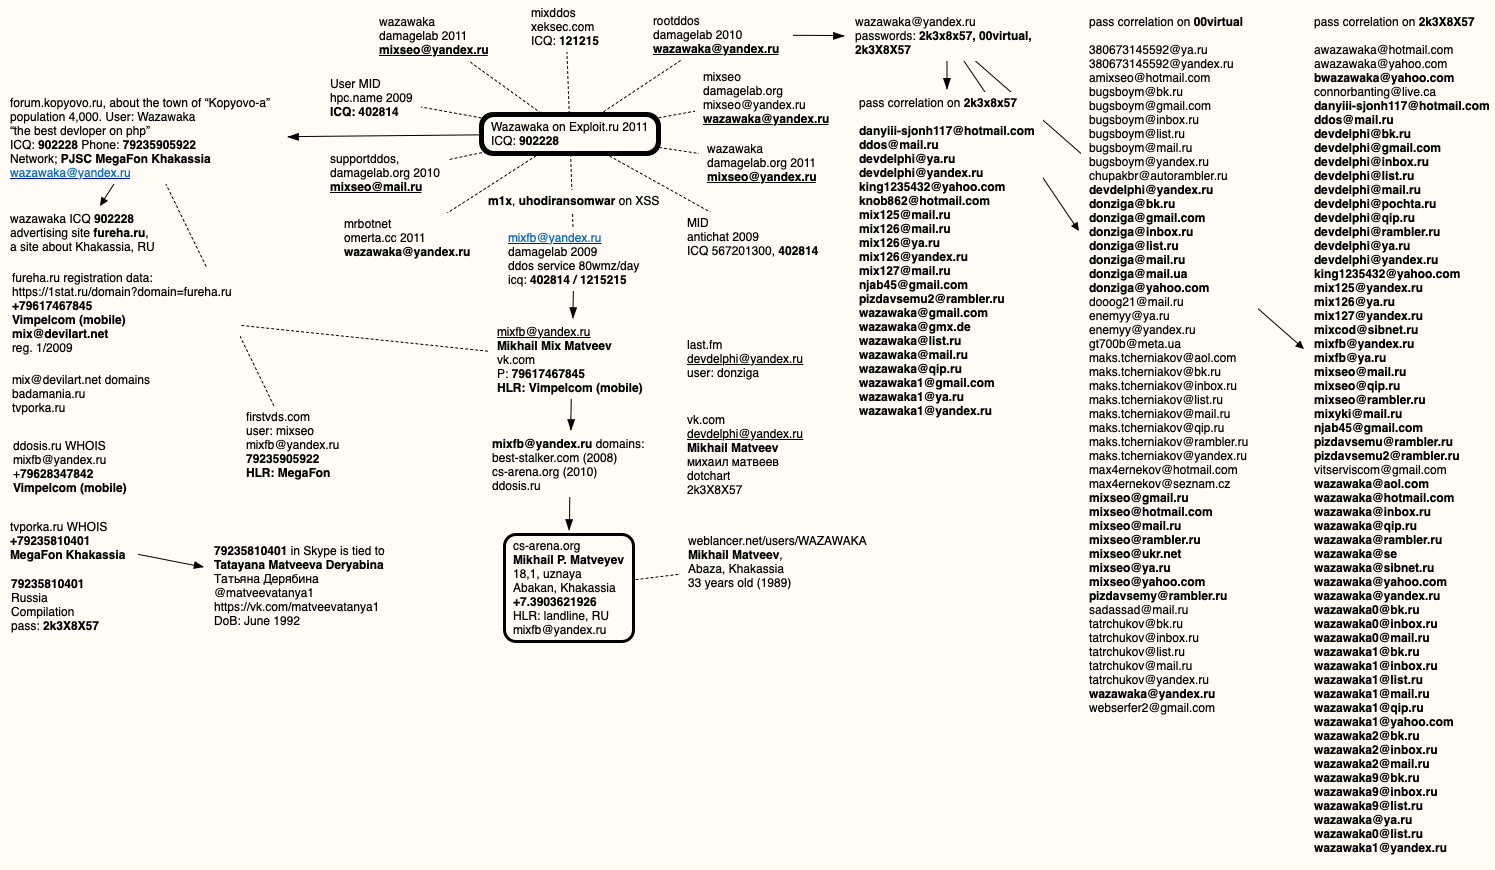 wazawaka
damagelab 2011
mixseo@yandex.ru
mixddos
xeksec.com
ICQ: 121215
rootddos
damagelab 2010
wazawaka@yandex.ru
wazawaka@yandex.ru
passwords: 2k3x8x57, 00virtual,
2k3X8X57
User MID
hpc.name 2009
ICQ: 402814
mixseo
damagelab.org
mixseo@yandex.ru
wazawaka@yandex.ru
Wazawaka on Exploit.ru 2011
ICQ: 902228
forum.kopyovo.ru, about the town of “Kopyovo-a”
population 4,000. User: Wazawaka
“the best devloper on php”
ICQ: 902228 Phone: 79235905922
Network; PJSC MegaFon Khakassia
wazawaka@yandex.ru
supportddos,
damagelab.org 2010
mixseo@mail.ru
wazawaka
damagelab.org 2011
mixseo@yandex.ru
m1x, uhodiransomwar on XSS
mrbotnet
omerta.cc 2011
wazawaka@yandex.ru
MID
antichat 2009
ICQ 567201300, 402814
mixfb@yandex.ru
damagelab 2009
ddos service 80wmz/day
icq: 402814 / 1215215
wazawaka ICQ 902228
advertising site fureha.ru,
a site about Khakassia, RU
fureha.ru registration data:
https://1stat.ru/domain?domain=fureha.ru
+79617467845
Vimpelcom (mobile)
mix@devilart.net
reg. 1/2009
mix@devilart.net domains
badamania.ru
tvporka.ru
ddosis.ru WHOIS
mixfb@yandex.ru
+79628347842
Vimpelcom (mobile)
firstvds.com
user: mixseo
mixfb@yandex.ru
79235905922
HLR: MegaFon
mixfb@yandex.ru
Mikhail Mix Matveev
vk.com
P: 79617467845
HLR: Vimpelcom (mobile)
last.fm
devdelphi@yandex.ru
user: donziga
vk.com
devdelphi@yandex.ru
Mikhail Matveev
михаил матвеев
dotchart
2k3X8X57
mixfb@yandex.ru domains:
best-stalker.com (2008)
cs-arena.org (2010)
ddosis.ru
tvporka.ru WHOIS
+79235810401
MegaFon Khakassia
79235810401
Russia
Compilation
pass: 2k3X8X57
79235810401 in Skype is tied to
Tatayana Matveeva Deryabina
Татьяна Дерябина
@matveevatanya1
https://vk.com/matveevatanya1
DoB: June 1992
cs-arena.org
Mikhail P. Matveyev
18,1, uznaya
Abakan, Khakassia
+7.3903621926
HLR: landline, RU
mixfb@yandex.ru
weblancer.net/users/WAZAWAKA
Mikhail Matveev,
Abaza, Khakassia
33 years old (1989)
pass correlation on 2k3x8x57
danyiii-sjonh117@hotmail.com
ddos@mail.ru
devdelphi@ya.ru
devdelphi@yandex.ru
king1235432@yahoo.com
knob862@hotmail.com
mix125@mail.ru
mix126@mail.ru
mix126@ya.ru
mix126@yandex.ru
mix127@mail.ru
njab45@gmail.com
pizdavsemu2@rambler.ru
wazawaka@gmail.com
wazawaka@gmx.de
wazawaka@list.ru
wazawaka@mail.ru
wazawaka@qip.ru
wazawaka1@gmail.com
wazawaka1@ya.ru
wazawaka1@yandex.ru
pass correlation on 00virtual
380673145592@ya.ru
380673145592@yandex.ru
amixseo@hotmail.com
bugsboym@bk.ru
bugsboym@gmail.com
bugsboym@inbox.ru
bugsboym@list.ru
bugsboym@mail.ru
bugsboym@yandex.ru
chupakbr@autorambler.ru
devdelphi@yandex.ru
donziga@bk.ru
donziga@gmail.com
donziga@inbox.ru
donziga@list.ru
donziga@mail.ru
donziga@mail.ua
donziga@yahoo.com
dooog21@mail.ru
enemyy@ya.ru
enemyy@yandex.ru
gt700b@meta.ua
maks.tcherniakov@aol.com
maks.tcherniakov@bk.ru
maks.tcherniakov@inbox.ru
maks.tcherniakov@list.ru
maks.tcherniakov@mail.ru
maks.tcherniakov@qip.ru
maks.tcherniakov@rambler.ru
maks.tcherniakov@yandex.ru
max4ernekov@hotmail.com
max4ernekov@seznam.cz
mixseo@gmail.ru
mixseo@hotmail.com
mixseo@mail.ru
mixseo@rambler.ru
mixseo@ukr.net
mixseo@ya.ru
mixseo@yahoo.com
pizdavsemy@rambler.ru
sadassad@mail.ru
tatrchukov@bk.ru
tatrchukov@inbox.ru
tatrchukov@list.ru
tatrchukov@mail.ru
tatrchukov@yandex.ru
wazawaka@yandex.ru
webserfer2@gmail.com
pass correlation on 2k3X8X57
awazawaka@hotmail.com
awazawaka@yahoo.com
bwazawaka@yahoo.com
connorbanting@live.ca
danyiii-sjonh117@hotmail.com
ddos@mail.ru
devdelphi@bk.ru
devdelphi@gmail.com
devdelphi@inbox.ru
devdelphi@list.ru
devdelphi@mail.ru
devdelphi@pochta.ru
devdelphi@qip.ru
devdelphi@rambler.ru
devdelphi@ya.ru
devdelphi@yandex.ru
king1235432@yahoo.com
mix125@yandex.ru
mix126@ya.ru
mix127@yandex.ru
mixcod@sibnet.ru
mixfb@yandex.ru
mixfb@ya.ru
mixseo@mail.ru
mixseo@qip.ru
mixseo@rambler.ru
mixyki@mail.ru
njab45@gmail.com
pizdavsemu@rambler.ru
pizdavsemu2@rambler.ru
vitserviscom@gmail.com
wazawaka@aol.com
wazawaka@hotmail.com
wazawaka@inbox.ru
wazawaka@qip.ru
wazawaka@rambler.ru
wazawaka@se
wazawaka@sibnet.ru
wazawaka@yahoo.com
wazawaka@yandex.ru
wazawaka0@bk.ru
wazawaka0@inbox.ru
wazawaka0@mail.ru
wazawaka1@bk.ru
wazawaka1@inbox.ru
wazawaka1@list.ru
wazawaka1@mail.ru
wazawaka1@qip.ru
wazawaka1@yahoo.com
wazawaka2@bk.ru
wazawaka2@inbox.ru
wazawaka2@mail.ru
wazawaka9@bk.ru
wazawaka9@inbox.ru
wazawaka9@list.ru
wazawaka9@mail.ru
wazawaka@ya.ru
wazawaka0@list.ru
wazawaka1@yandex.ru